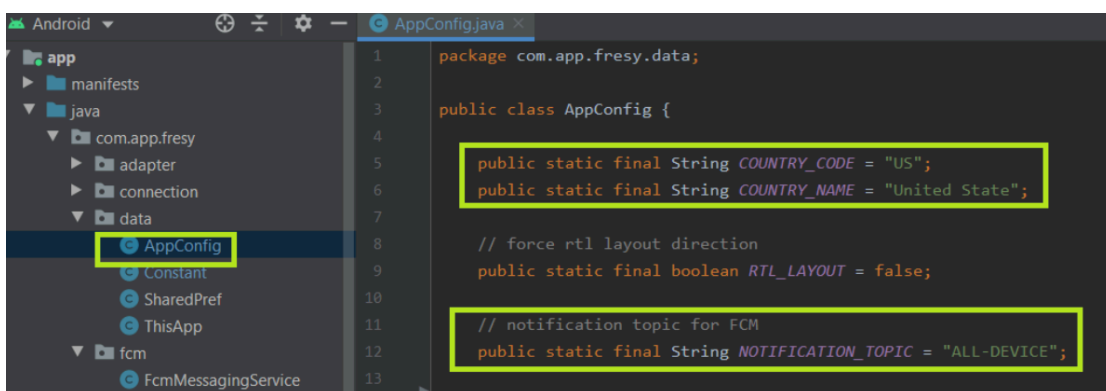 Android
AppConfig.java
app
manifests
java
com.app.fresy
adapter
connection
data
AppConfig
Constant
SharedPref
ThisApp
fcm
FcmMessagingService
1 package com.app.fresy.data;
2
3 public class AppConfig {
4
5 public static final String COUNTRY_CODE = "US";
6 public static final String COUNTRY_NAME = "United State";
7
8 // force rtl layout direction
9 public static final boolean RTL_LAYOUT = false;
10
11 // notification topic for FCM
12 public static final String NOTIFICATION_TOPIC = "ALL-DEVICE";
13